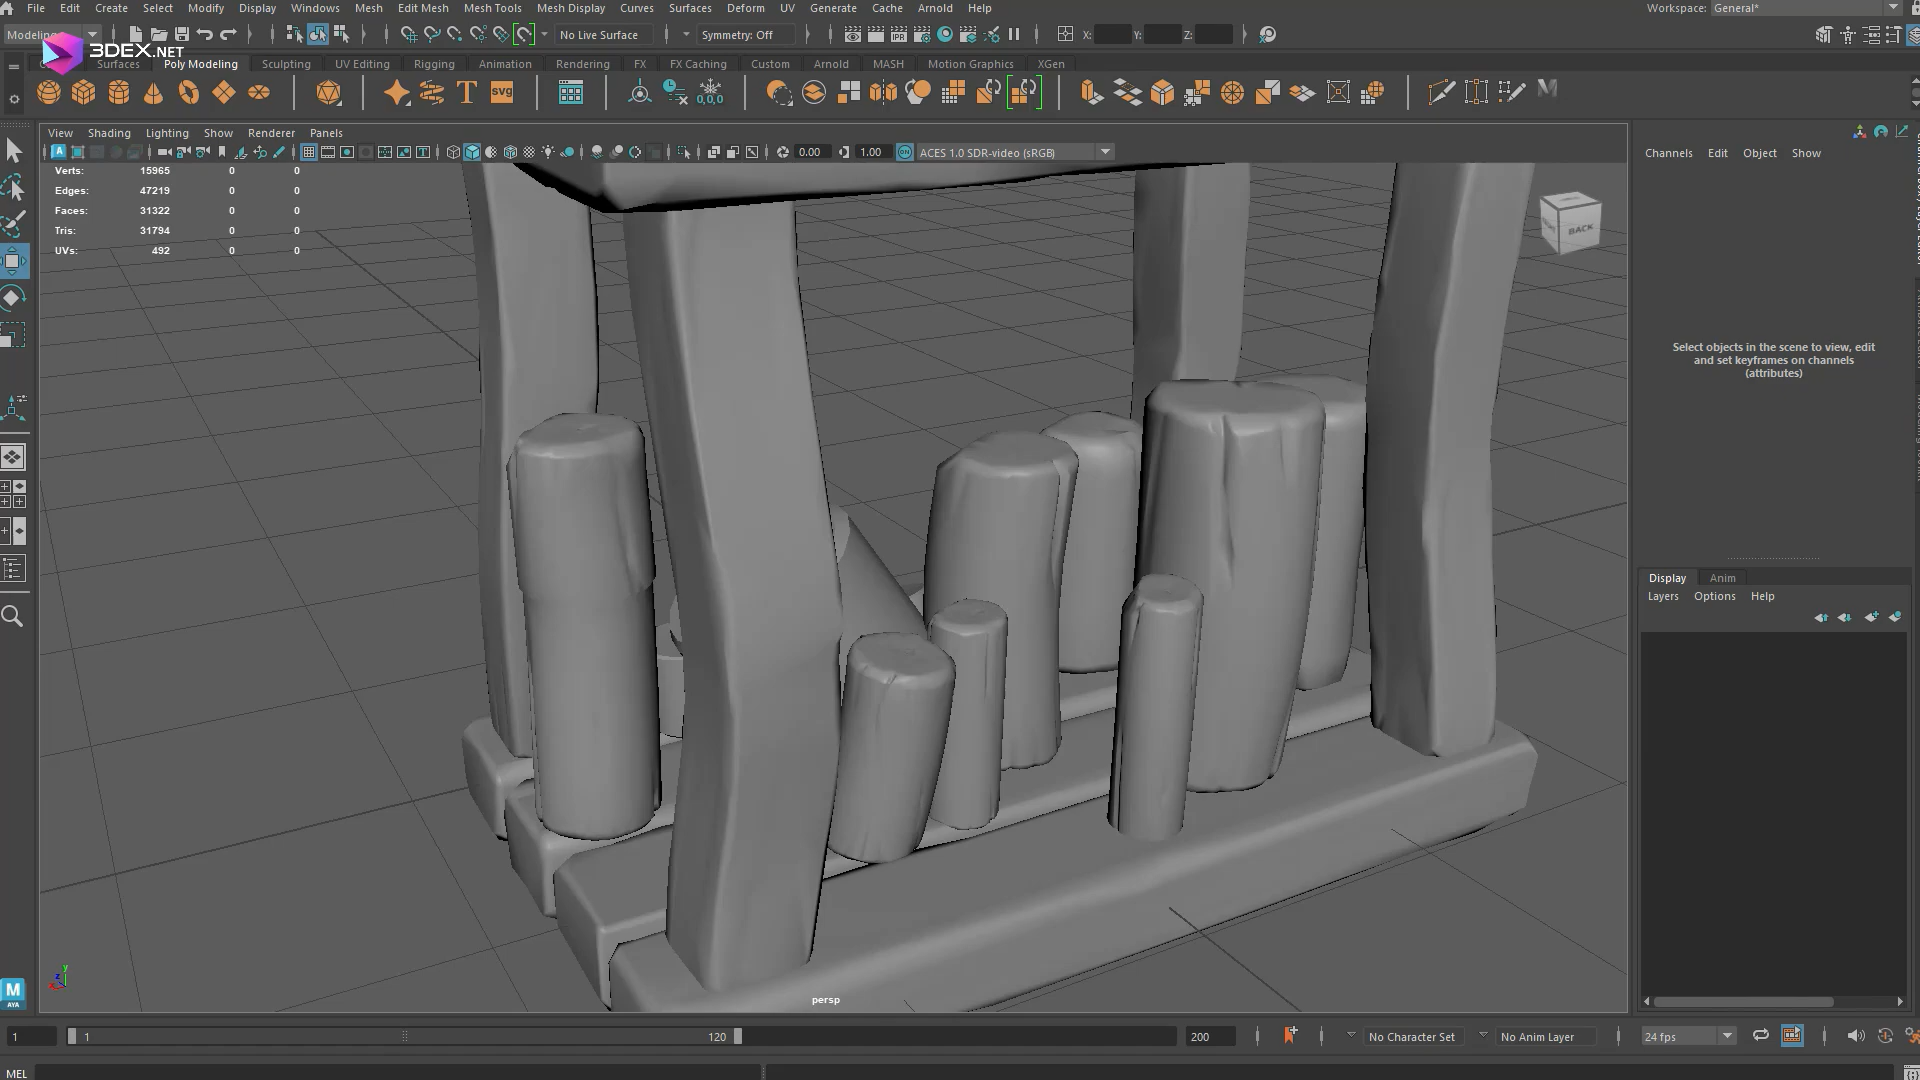 File Edit Create Select Modify Display Windows Mesh Edit Mesh Mesh Tools Mesh Display Curves Surfaces Deform UV Generate Cache Arnold Help Workspace: General*
Modeling No Live Surface Symmetry: Off X: Y: Z:
3DEX.NET
Surfaces Poly Modeling Sculpting UV Editing Rigging Animation Rendering FX FX Caching Custom Arnold MASH Motion Graphics XGen
T svg 0,0,0
View Shading Lighting Show Renderer Panels
0.00 1.00 ACES 1.0 SDR-video (sRGB)
Channels Edit Object Show
Verts: 15965 0 0
Edges: 47219 0 0
Faces: 31322 0 0
Tris: 31794 0 0
UVs: 492 0 0
BACK
Select objects in the scene to view, edit
and set keyframes on channels
(attributes)
Display Anim
Layers Options Help
persp
M
AYA
1 1 120 200 No Character Set No Anim Layer 24 fps
MEL